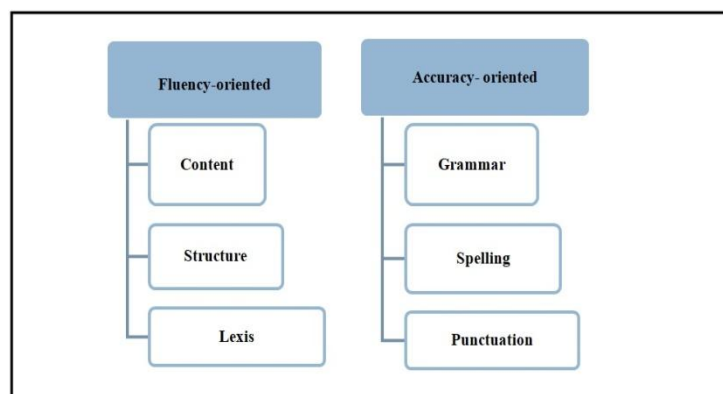 Fluency-oriented
Content
Structure
Lexis
Accuracy- oriented
Grammar
Spelling
Punctuation